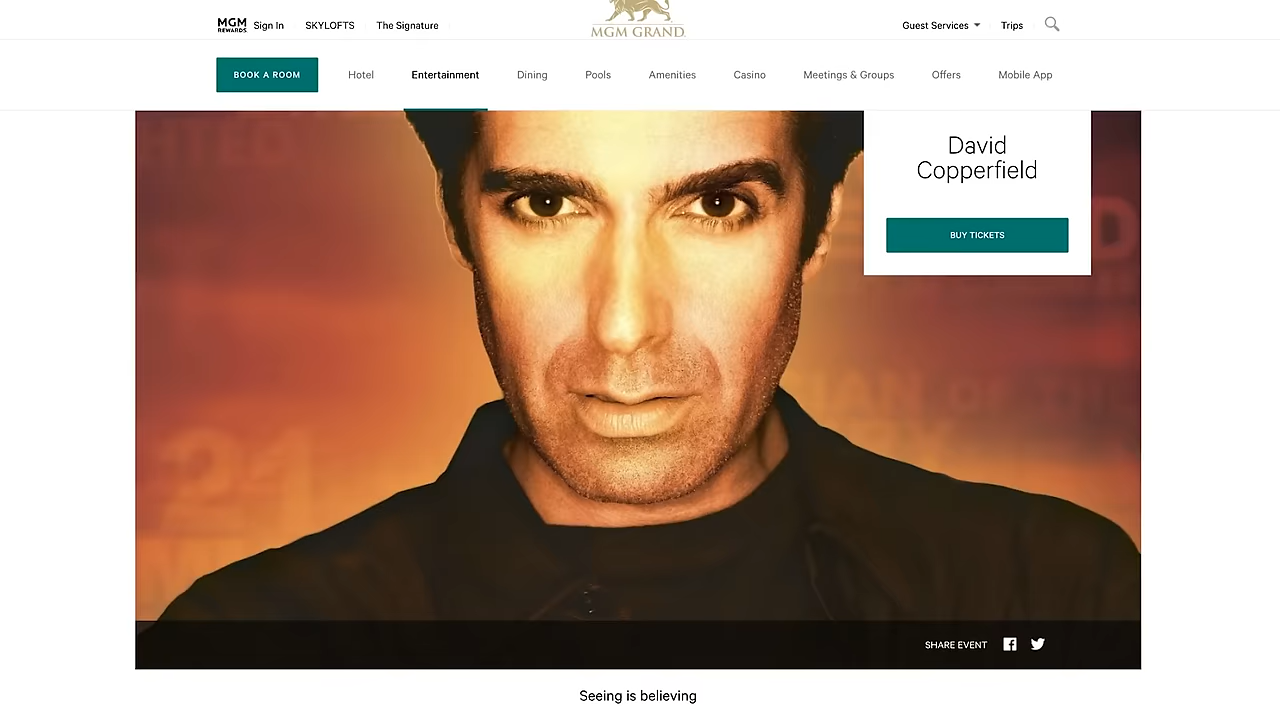 MGM REWARDS
Sign In
SKYLOFTS
The Signature
MGM GRAND
Guest Services
Trips
BOOK A ROOM
Hotel
Entertainment
Dining
Pools
Amenities
Casino
Meetings & Groups
Offers
Mobile App
David
Copperfield
BUY TICKETS
21
SHARE EVENT
Seeing is believing